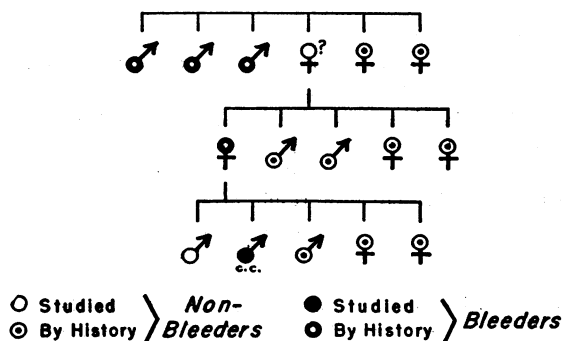 ?
c.c.
Studied
By History
Non-
Bleeders
Studied
By History
Bleeders